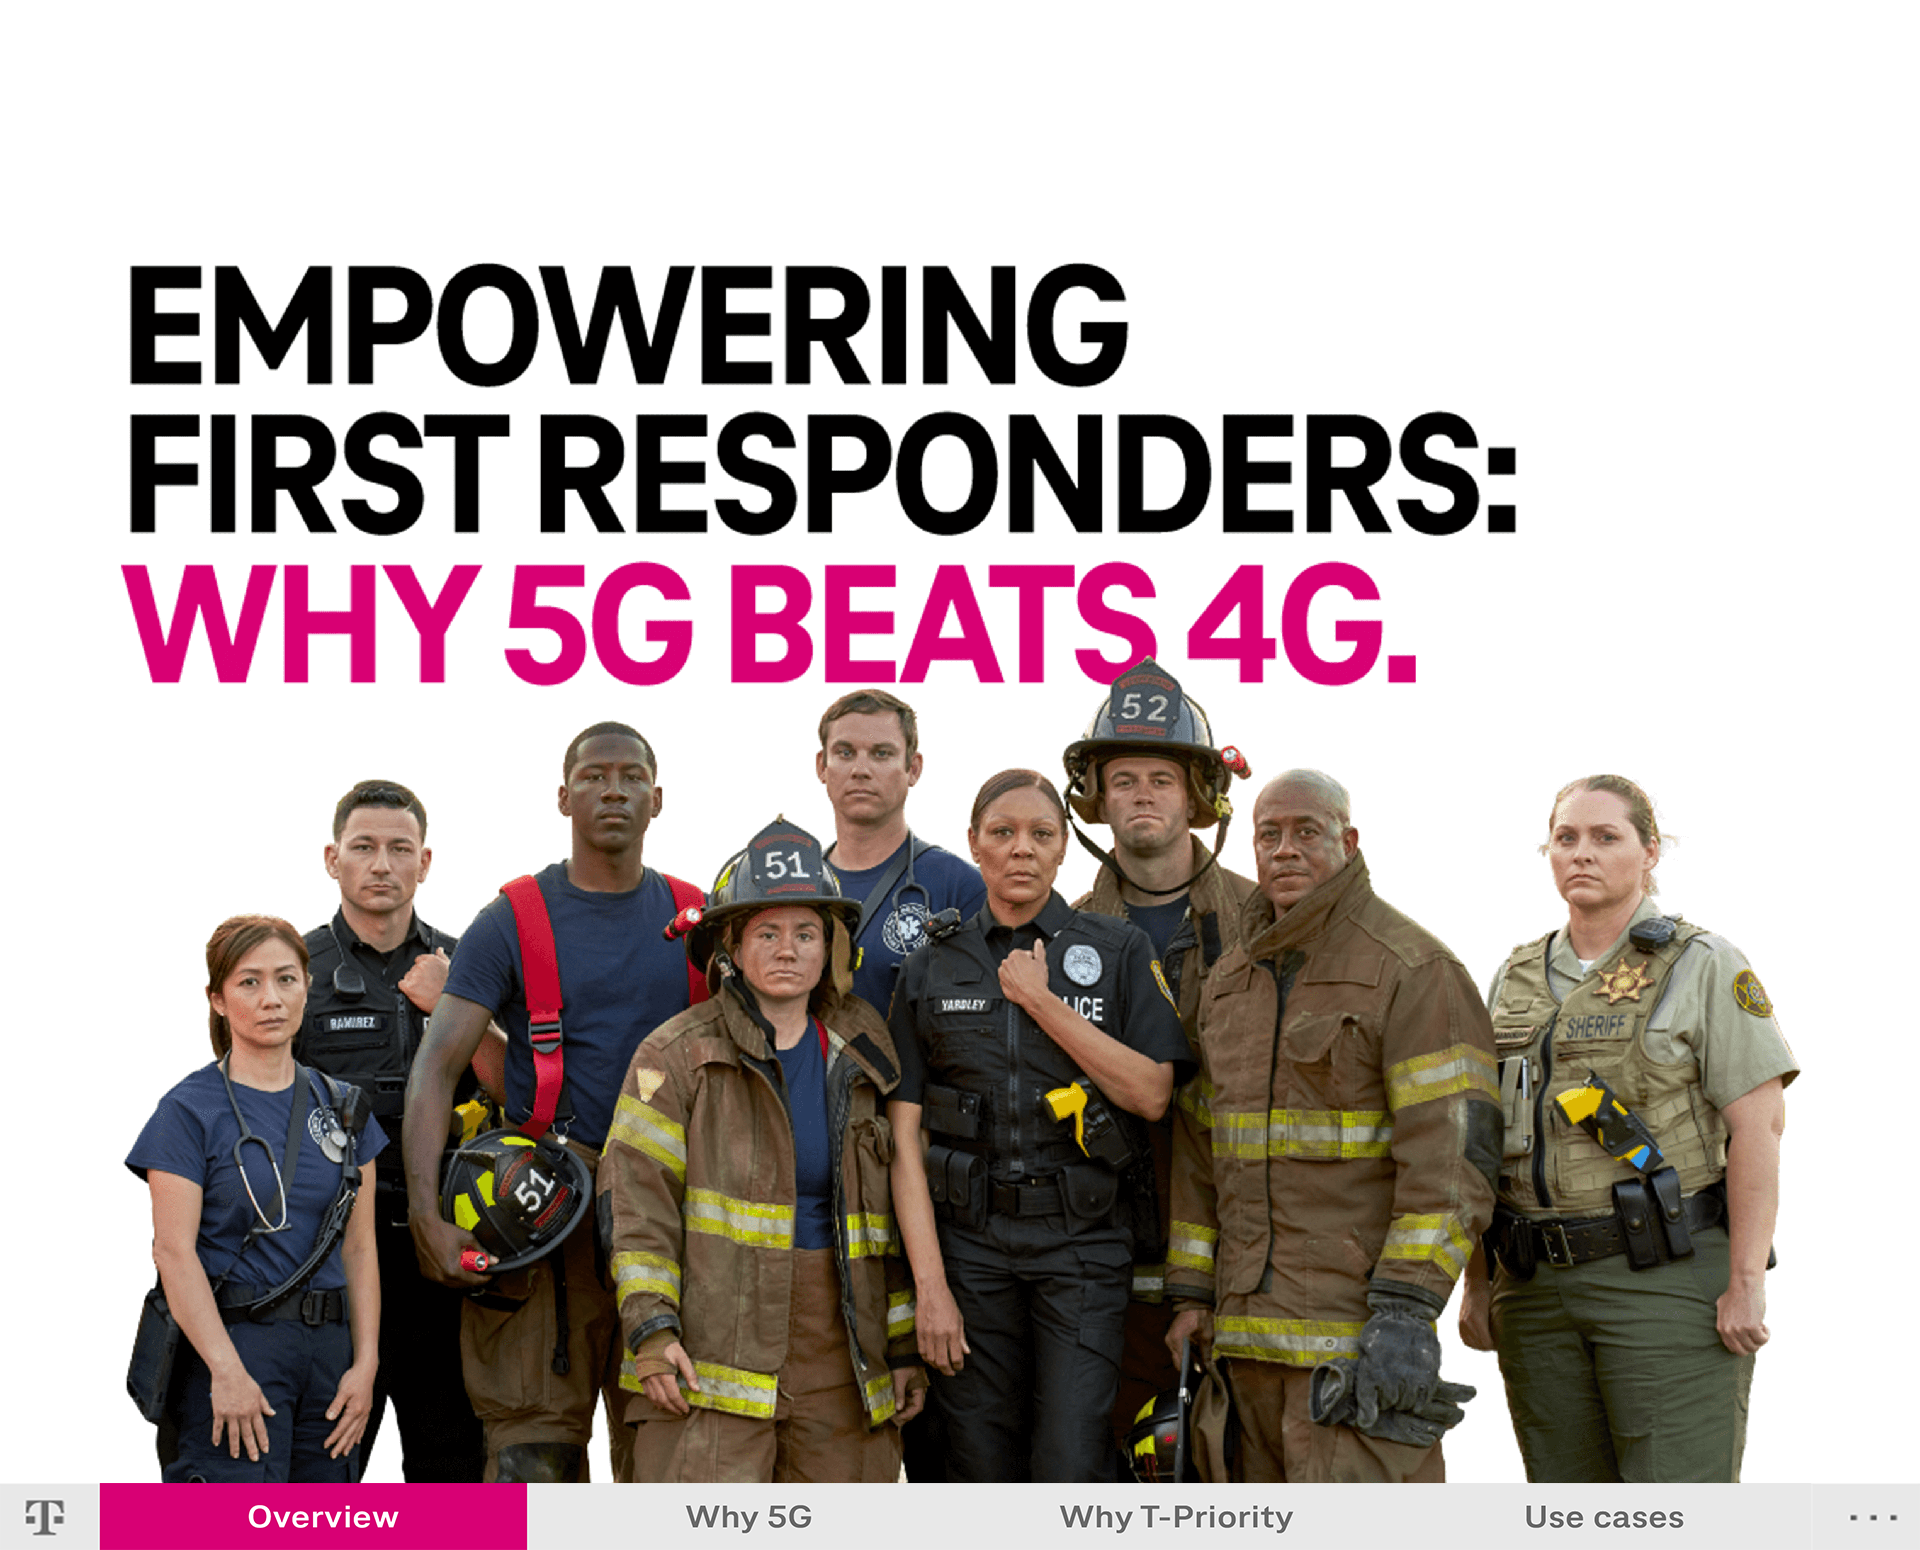 EMPOWERING
FIRST RESPONDERS:
WHY 5G BEATS 4G.
52
51
RAMIREZ
YARDLEY
LICE
SHERIFF
51
T
Overview
Why 5G
Why T-Priority
Use cases
...